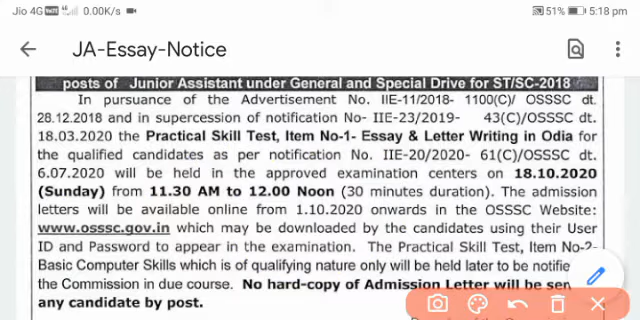 Jio 4G 0.00K/s 51% 5:18 pm
JA-Essay-Notice
posts of Junior Assistant under General and Special Drive for ST/SC-2018
In pursuance of the Advertisement No. IIE-11/2018- 1100(C)/ OSSSC dt.
28.12.2018 and in supercession of notification No- IIE-23/2019- 43(C)/OSSSC dt.
18.03.2020 the Practical Skill Test, Item No-1- Essay & Letter Writing in Odia for
the qualified candidates as per notification No. IIE-20/2020- 61(C)/OSSSC dt.
6.07.2020 will be held in the approved examination centers on 18.10.2020
(Sunday) from 11.30 AM to 12.00 Noon (30 minutes duration). The admission
letters will be available online from 1.10.2020 onwards in the OSSSC Website:
www.osssc.gov.in which may be downloaded by the candidates using their User
ID and Password to appear in the examination. The Practical Skill Test, Item No-2-
Basic Computer Skills which is of qualifying nature only will be held later to be notifie
the Commission in due course. No hard-copy of Admission Letter will be sen
any candidate by post.